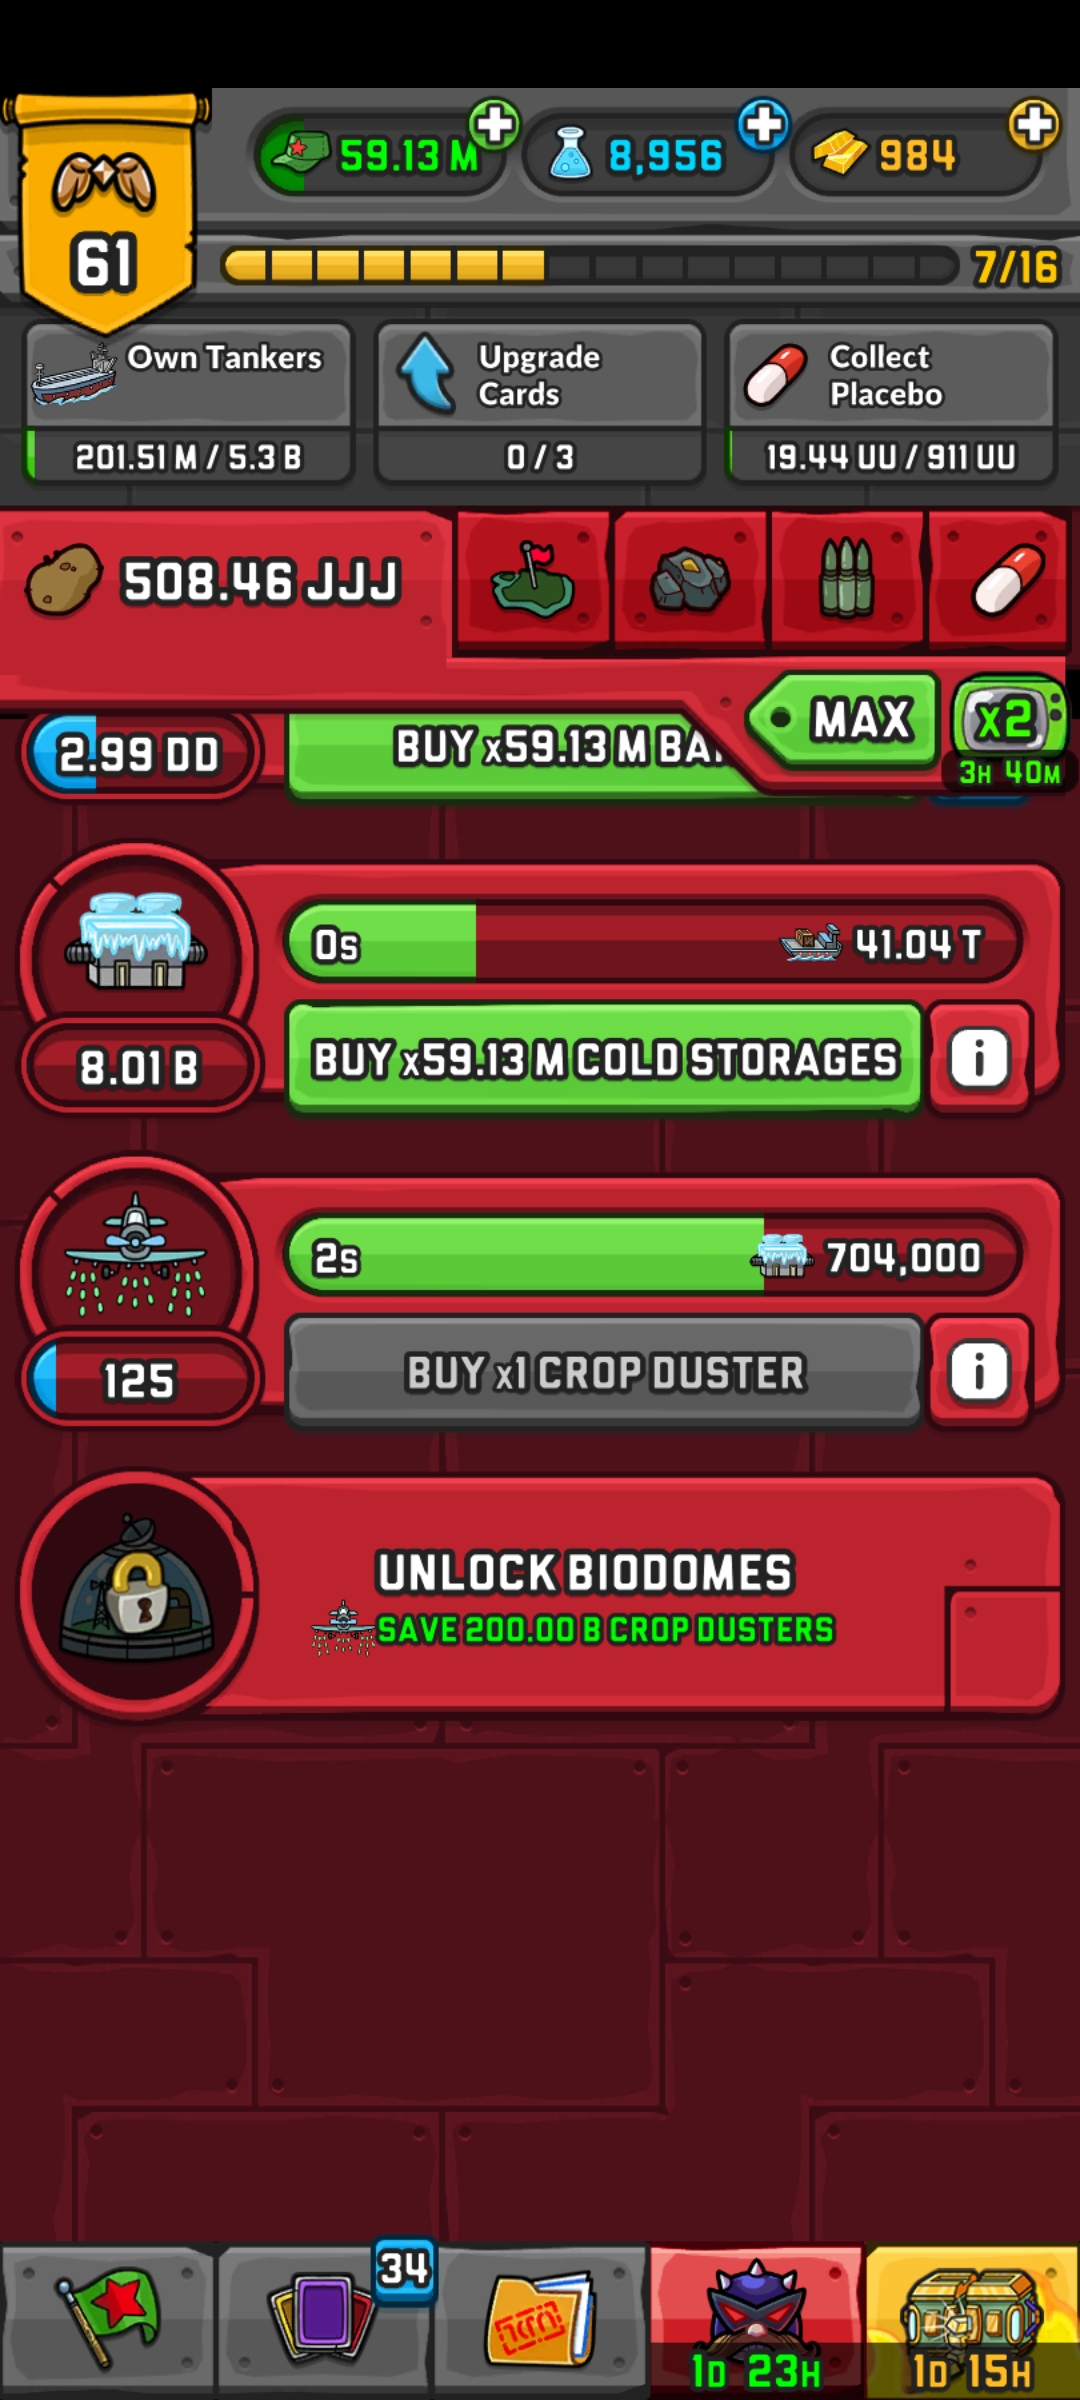 59.13 M
8,956
984
61
7/16
Own Tankers
201.51 M / 5.3 B
Upgrade
Cards
0 / 3
Collect
Placebo
19.44 UU / 911 UU
508.46 JJJ
MAX
x2
3H 40M
2.99 DD
BUY x59.13 M
0s
41.04 T
8.01 B
BUY x59.13 M COLD STORAGES
i
2s
704,000
125
BUY x1 CROP DUSTER
i
UNLOCK BIODOMES
SAVE 200.00 B CROP DUSTERS
34
1D 23H
1D 15H